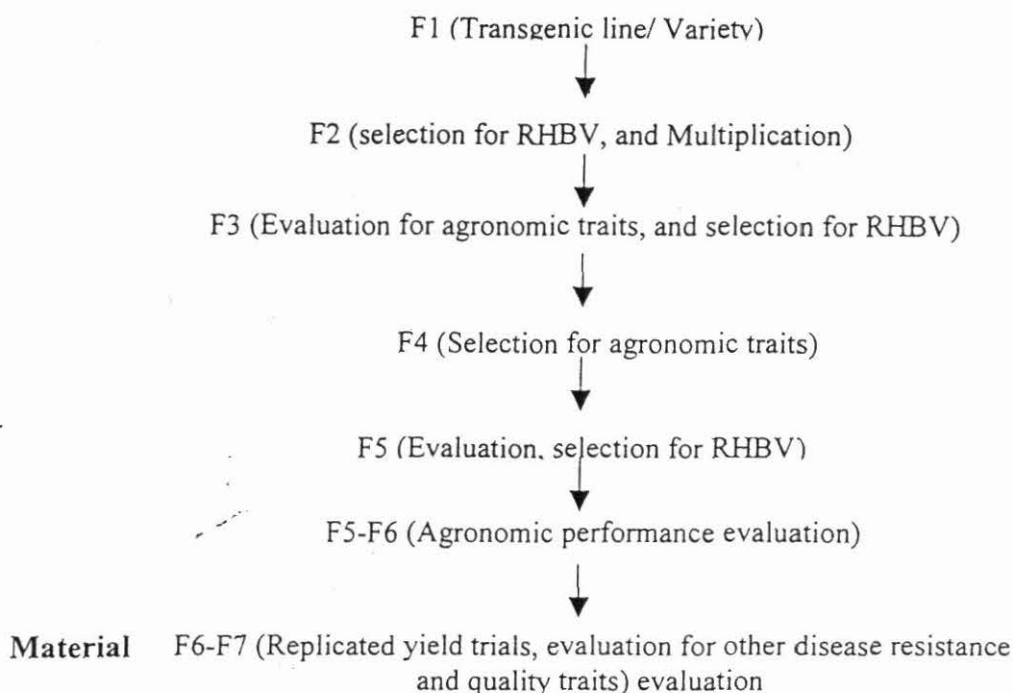 F1 (Transgenic line/ Variety)
F2 (selection for RHBV, and Multiplication)
F3 (Evaluation for agronomic traits, and selection for RHBV)
F4 (Selection for agronomic traits)
F5 (Evaluation, selection for RHBV)
F5-F6 (Agronomic performance evaluation)
Material F6-F7 (Replicated yield trials, evaluation for other disease resistance
and quality traits) evaluation